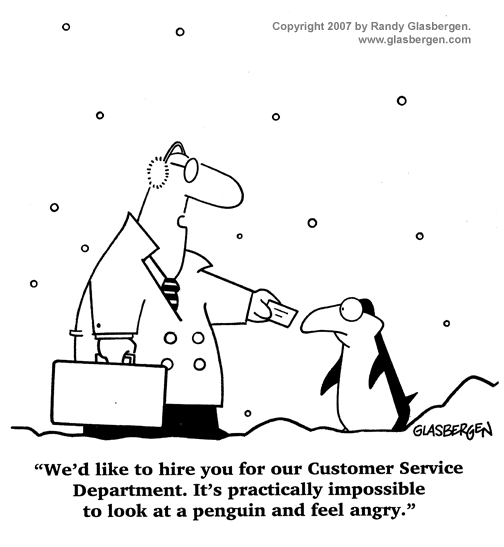 Copyright 2007 by Randy Glasbergen.
www.glasbergen.com
GLASBERGEN
“We’d like to hire you for our Customer Service
Department. It’s practically impossible
to look at a penguin and feel angry.”